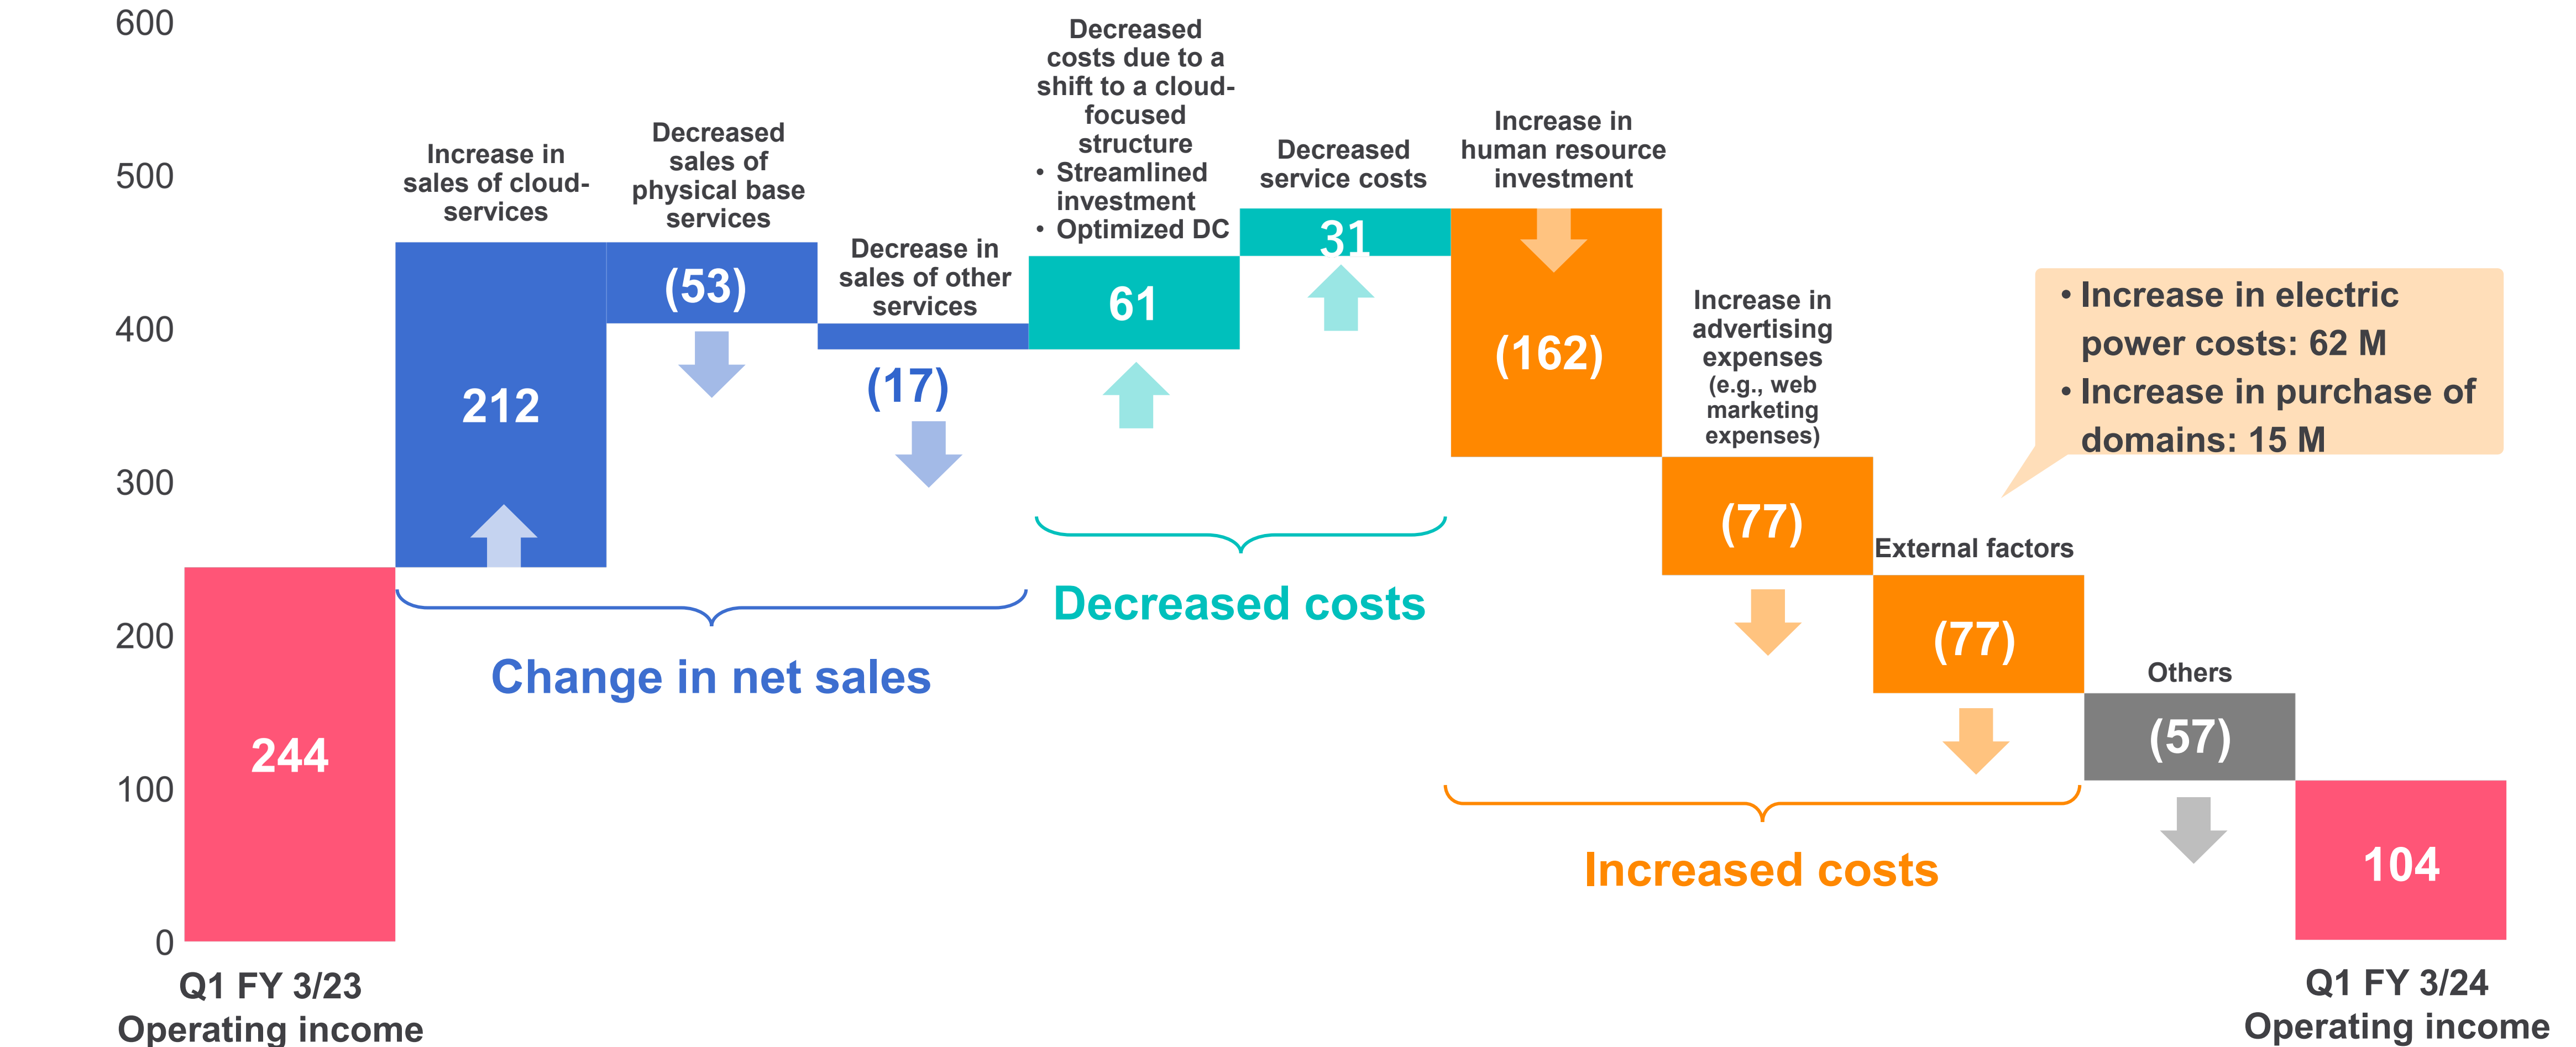 600
500
400
300
200
100
0
244
Q1 FY 3/23
Operating income
Increase in
sales of cloud-
services
212
Decreased
sales of
physical base
services
(53)
Decrease in
sales of other
services
(17)
Change in net sales
Decreased
costs due to a
shift to a cloud-
focused
structure
• Streamlined
investment
• Optimized DC
61
Decreased
service costs
31
Decreased costs
Increase in
human resource
investment
(162)
Increase in
advertising
expenses
(e.g., web
marketing
expenses)
(77)
External factors
(77)
• Increase in electric
power costs: 62 M
• Increase in purchase of
domains: 15 M
Increased costs
Others
(57)
104
Q1 FY 3/24
Operating income